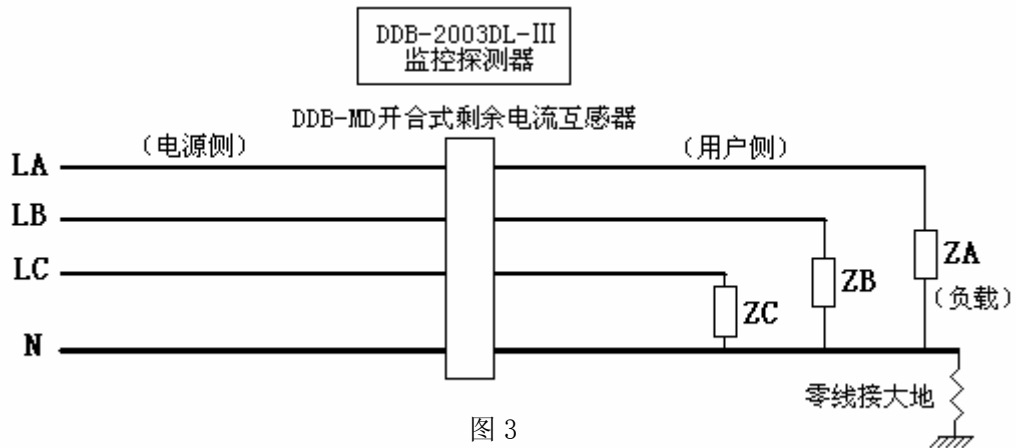 DDB-2003DL-III
监控探测器
DDB-MD开合式剩余电流互感器
(电源侧)
(用户侧)
LA
LB
LC
N
ZA
(负载)
ZB
ZC
零线接大地
图 3